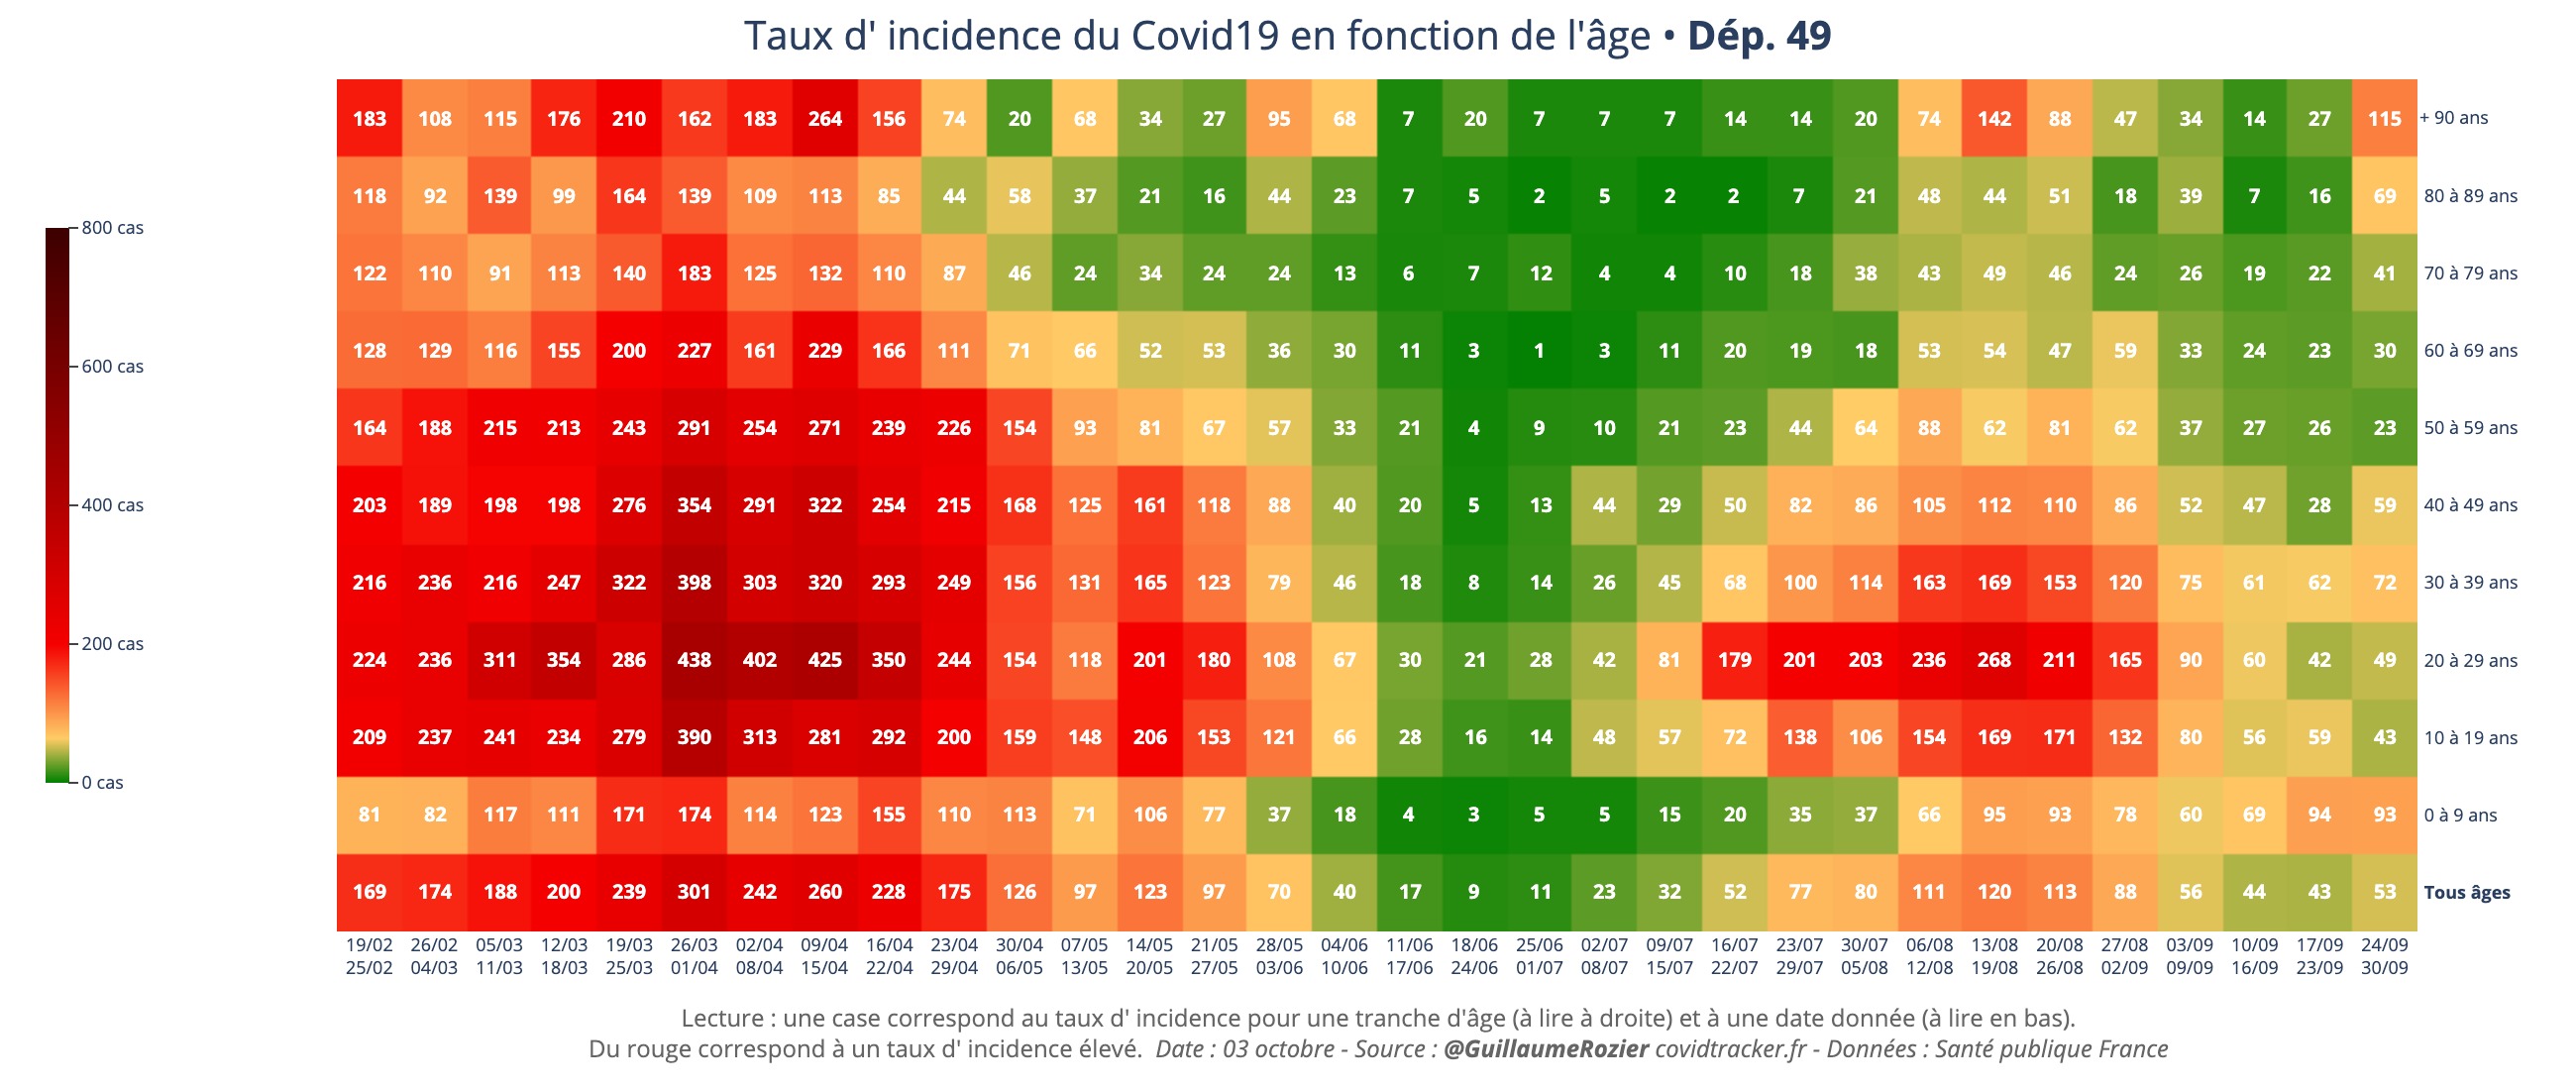 Taux d' incidence du Covid19 en fonction de l'âge • Dép. 49
800 cas
600 cas
400 cas
200 cas
0 cas
183 108 115 176 210 162 183 264 156 74 20 68 34 27 95 68 7 20 7 7 7 14 14 20 74 142 88 47 34 14 27 115 + 90 ans
118 92 139 99 164 139 109 113 85 44 58 37 21 16 44 23 7 5 2 5 2 2 7 21 48 44 51 18 39 7 16 69 80 à 89 ans
122 110 91 113 140 183 125 132 110 87 46 24 34 24 24 13 6 7 12 4 4 10 18 38 43 49 46 24 26 19 22 41 70 à 79 ans
128 129 116 155 200 227 161 229 166 111 71 66 52 53 36 30 11 3 1 3 11 20 19 18 53 54 47 59 33 24 23 30 60 à 69 ans
164 188 215 213 243 291 254 271 239 226 154 93 81 67 57 33 21 4 9 10 21 23 44 64 88 62 81 62 37 27 26 23 50 à 59 ans
203 189 198 198 276 354 291 322 254 215 168 125 161 118 88 40 20 5 13 44 29 50 82 86 105 112 110 86 52 47 28 59 40 à 49 ans
216 236 216 247 322 398 303 320 293 249 156 131 165 123 79 46 18 8 14 26 45 68 100 114 163 169 153 120 75 61 62 72 30 à 39 ans
224 236 311 354 286 438 402 425 350 244 154 118 201 180 108 67 30 21 28 42 81 179 201 203 236 268 211 165 90 60 42 49 20 à 29 ans
209 237 241 234 279 390 313 281 292 200 159 148 206 153 121 66 28 16 14 48 57 72 138 106 154 169 171 132 80 56 59 43 10 à 19 ans
81 82 117 111 171 174 114 123 155 110 113 71 106 77 37 18 4 3 5 5 15 20 35 37 66 95 93 78 60 69 94 93 0 à 9 ans
169 174 188 200 239 301 242 260 228 175 126 97 123 97 70 40 17 9 11 23 32 52 77 80 111 120 113 88 56 44 43 53 Tous âges
19/02 26/02 05/03 12/03 19/03 26/03 02/04 09/04 16/04 23/04 30/04 07/05 14/05 21/05 28/05 04/06 11/06 18/06 25/06 02/07 09/07 16/07 23/07 30/07 06/08 13/08 20/08 27/08 03/09 10/09 17/09 24/09
25/02 04/03 11/03 18/03 25/03 01/04 08/04 15/04 22/04 29/04 06/05 13/05 20/05 27/05 03/06 10/06 17/06 24/06 01/07 08/07 15/07 22/07 29/07 05/08 12/08 19/08 26/08 02/09 09/09 16/09 23/09 30/09
Lecture : une case correspond au taux d' incidence pour une tranche d'âge (à lire à droite) et à une date donnée (à lire en bas).
Du rouge correspond à un taux d' incidence élevé. Date : 03 octobre - Source : @GuillaumeRozier covidtracker.fr - Données : Santé publique France